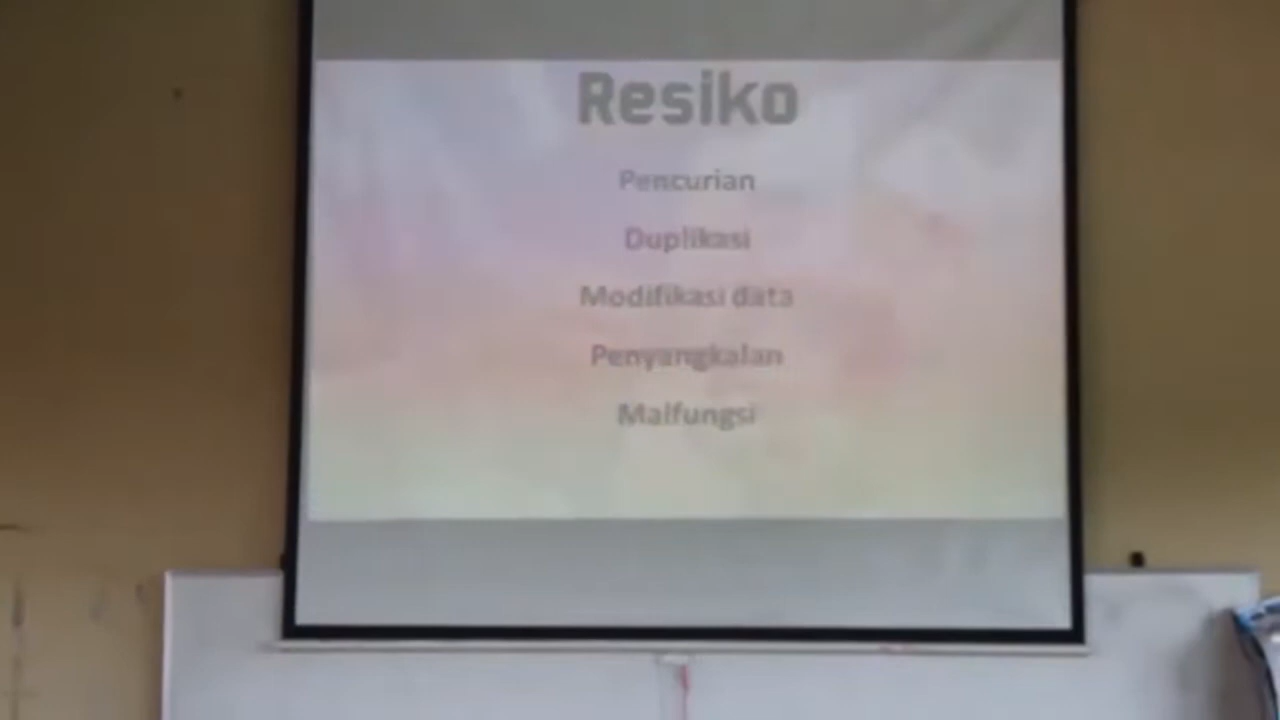 Resiko
Pencurian
Duplikasi
Modifikasi data
Penyangkalan
Malfungsi